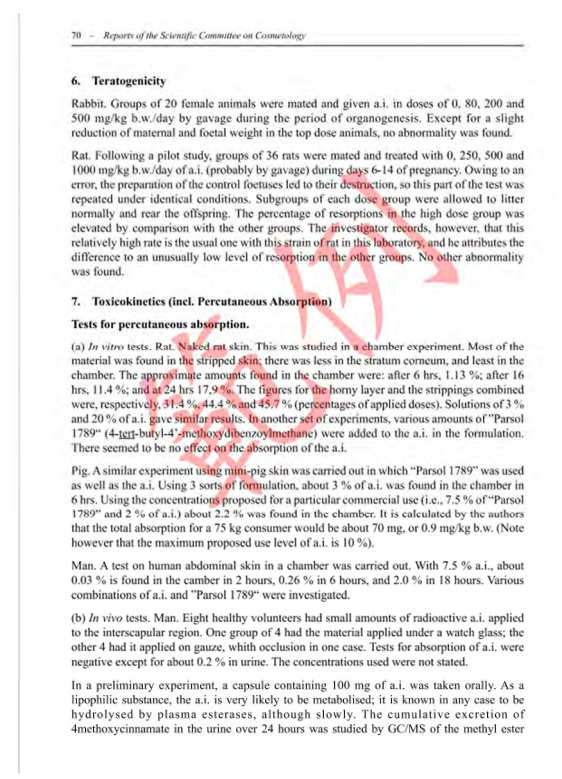 70 - Reports of the Scientific Committee on Cosmetology
6. Teratogenicity
Rabbit. Groups of 20 female animals were mated and given a.i. in doses of 0, 80, 200 and
500 mg/kg b.w./day by gavage during the period of organogenesis. Except for a slight
reduction of maternal and foetal weight in the top dose animals, no abnormality was found.
Rat. Following a pilot study, groups of 36 rats were mated and treated with 0, 250, 500 and
1000 mg/kg b.w./day of a.i. (probably by gavage) during days 6-14 of pregnancy. Owing to an
error, the preparation of the control foetuses led to their destruction, so this part of the test was
repeated under identical conditions. Subgroups of each dose group were allowed to litter
normally and rear the offspring. The percentage of resorptions in the high dose group was
elevated by comparison with the other groups. The investigator records, however, that this
relatively high rate is the usual one with this strain of rat in this laboratory, and he attributes the
difference to an unusually low level of resorption in the other groups. No other abnormality
was found.
7. Toxicokinetics (incl. Percutaneous Absorption)
Tests for percutaneous absorption.
(a) In vitro tests. Rat. Naked rat skin. This was studied in a chamber experiment. Most of the
material was found in the stripped skin; there was less in the stratum corneum, and least in the
chamber. The approximate amounts found in the chamber were: after 6 hrs, 1.13 %; after 16
hrs, 11.4 %; and at 24 hrs 17,9 %. The figures for the horny layer and the strippings combined
were, respectively, 31.4 %, 44.4 % and 45.7 % (percentages of applied doses). Solutions of 3 %
and 20 % of a.i. gave similar results. In another set of experiments, various amounts of "Parsol
1789“ (4-tert-butyl-4'-methoxydibenzoylmethane) were added to the a.i. in the formulation.
There seemed to be no effect on the absorption of the a.i.
Pig. A similar experiment using mini-pig skin was carried out in which “Parsol 1789” was used
as well as the a.i. Using 3 sorts of formulation, about 3 % of a.i. was found in the chamber in
6 hrs. Using the concentrations proposed for a particular commercial use (i.e., 7.5 % of “Parsol
1789” and 2 % of a.i.) about 2.2 % was found in the chamber. It is calculated by the authors
that the total absorption for a 75 kg consumer would be about 70 mg, or 0.9 mg/kg b.w. (Note
however that the maximum proposed use level of a.i. is 10 %).
Man. A test on human abdominal skin in a chamber was carried out. With 7.5 % a.i., about
0.03 % is found in the camber in 2 hours, 0.26 % in 6 hours, and 2.0 % in 18 hours. Various
combinations of a.i. and "Parsol 1789“ were investigated.
(b) In vivo tests. Man. Eight healthy volunteers had small amounts of radioactive a.i. applied
to the interscapular region. One group of 4 had the material applied under a watch glass; the
other 4 had it applied on gauze, whith occlusion in one case. Tests for absorption of a.i. were
negative except for about 0.2 % in urine. The concentrations used were not stated.
In a preliminary experiment, a capsule containing 100 mg of a.i. was taken orally. As a
lipophilic substance, the a.i. is very likely to be metabolised; it is known in any case to be
hydrolysed by plasma esterases, although slowly. The cumulative excretion of
4methoxycinnamate in the urine over 24 hours was studied by GC/MS of the methyl ester
範例